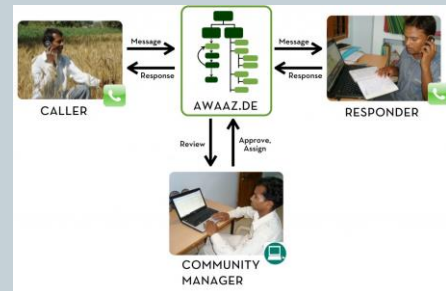 Message
Response
CALLER
AWAAZ.DE
Message
Response
RESPONDER
Review
Approve,
Assign
COMMUNITY
MANAGER